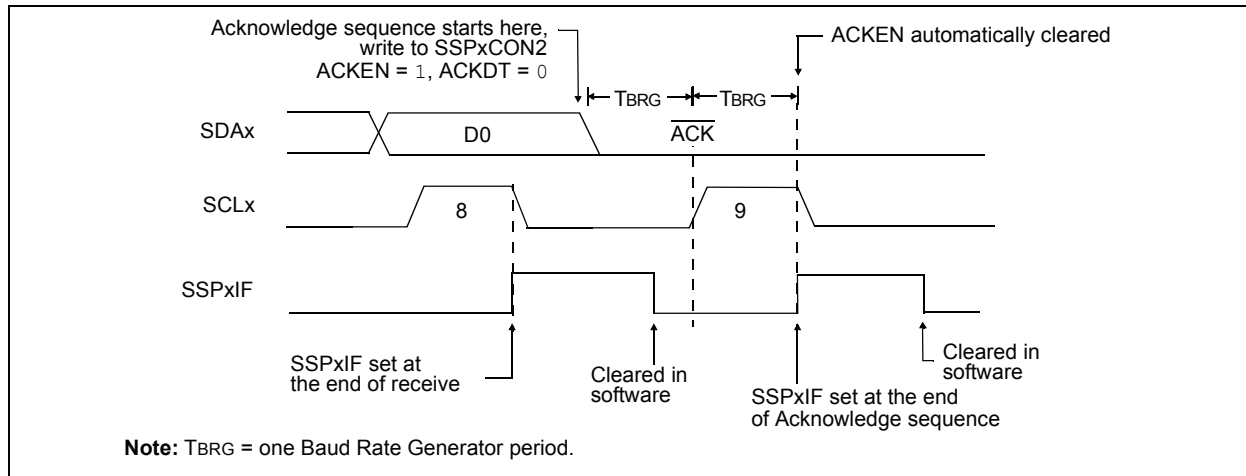 Acknowledge sequence starts here,
write to SSPxCON2
ACKEN = 1, ACKDT = 0
ACKEN automatically cleared
TBRG
TBRG
SDAx
D0
ACK
SCLx
8
9
SSPxIF
SSPxIF set at
the end of receive
Cleared in
software
SSPxIF set at the end
of Acknowledge sequence
Cleared in
software
Note: TBRG = one Baud Rate Generator period.